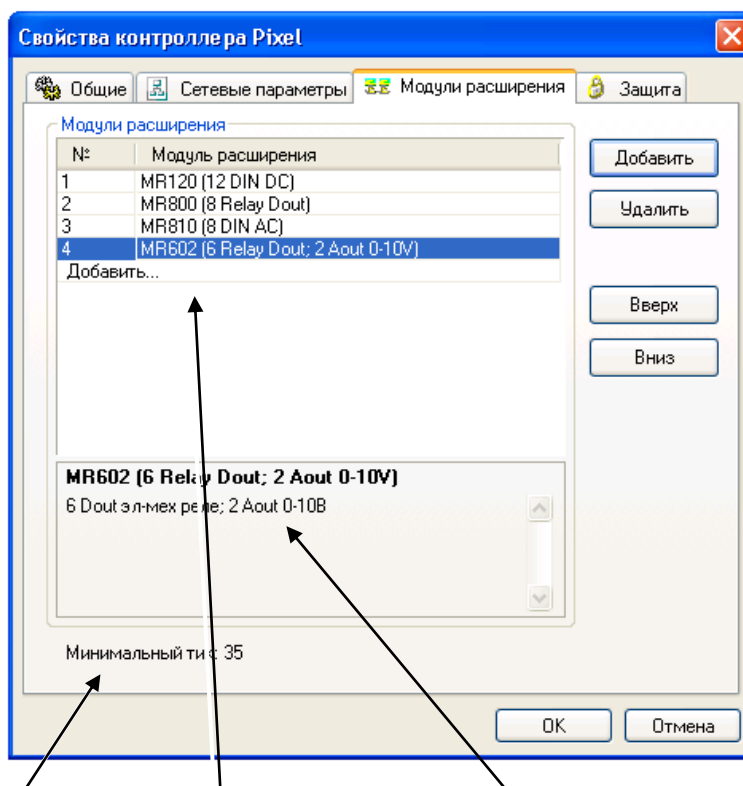 Свойства контроллера Pixel
Общие
Сетевые параметры
Модули расширения
Защита
Модули расширения
№ Модуль расширения
1 MR120 (12 DIN DC)
2 MR800 (8 Relay Dout)
3 MR810 (8 DIN AC)
4 MR602 (6 Relay Dout; 2 Aout 0-10V)
Добавить...
Добавить
Удалить
Вверх
Вниз
MR602 (6 Relay Dout; 2 Aout 0-10V)
6 Dout эл-мех реле; 2 Aout 0-10В
Минимальный тик: 35
OK
Отмена